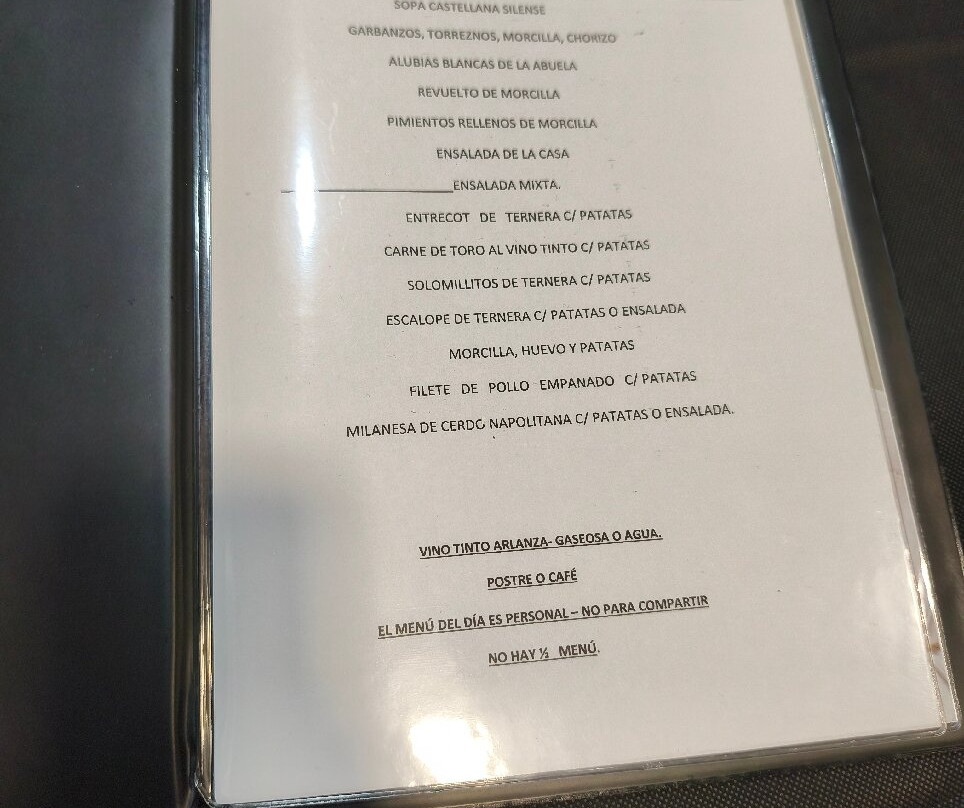 SOPA CASTELLANA SILENSE
GARBANZOS, TORREZNOS, MORCILLA, CHORIZO
ALUBIAS BLANCAS DE LA ABUELA
REVUELTO DE MORCILLA
PIMIENTOS RELLENOS DE MORCILLA
ENSALADA DE LA CASA
ENSALADA MIXTA.
ENTRECOT DE TERNERA C/ PATATAS
CARNE DE TORO AL VINO TINTO C/ PATATAS
SOLOMILLITOS DE TERNERA C/ PATATAS
ESCALOPE DE TERNERA C/ PATATAS O ENSALADA
MORCILLA, HUEVO Y PATATAS
FILETE DE POLLO EMPANADO C/ PATATAS
MILANESA DE CERDO NAPOLITANA C/ PATATAS O ENSALADA.
VINO TINTO ARLANZA- GASEOSA O AGUA.
POSTRE O CAFÉ
EL MENÚ DEL DÍA ES PERSONAL – NO PARA COMPARTIR
NO HAY ½ MENÚ.